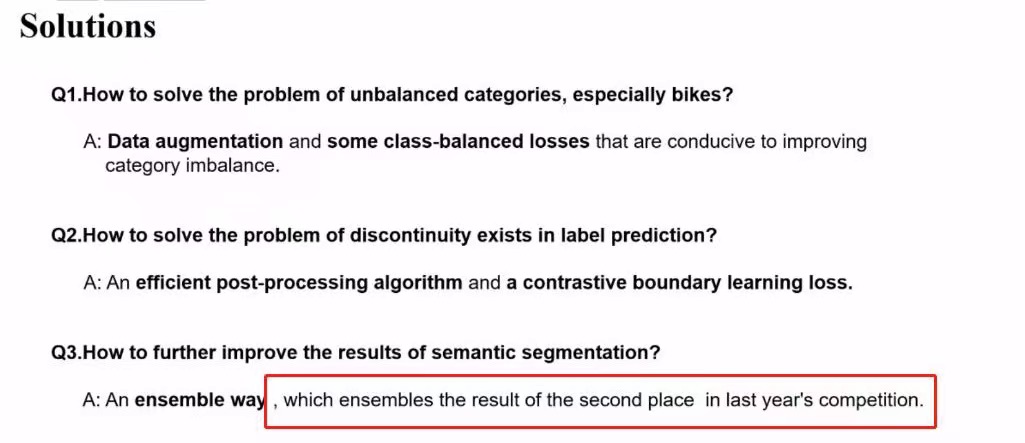 Solutions
Q1.How to solve the problem of unbalanced categories, especially bikes?
A: Data augmentation and some class-balanced losses that are conducive to improving
category imbalance.
Q2.How to solve the problem of discontinuity exists in label prediction?
A: An efficient post-processing algorithm and a contrastive boundary learning loss.
Q3.How to further improve the results of semantic segmentation?
A: An ensemble way , which ensembles the result of the second place in last year's competition.